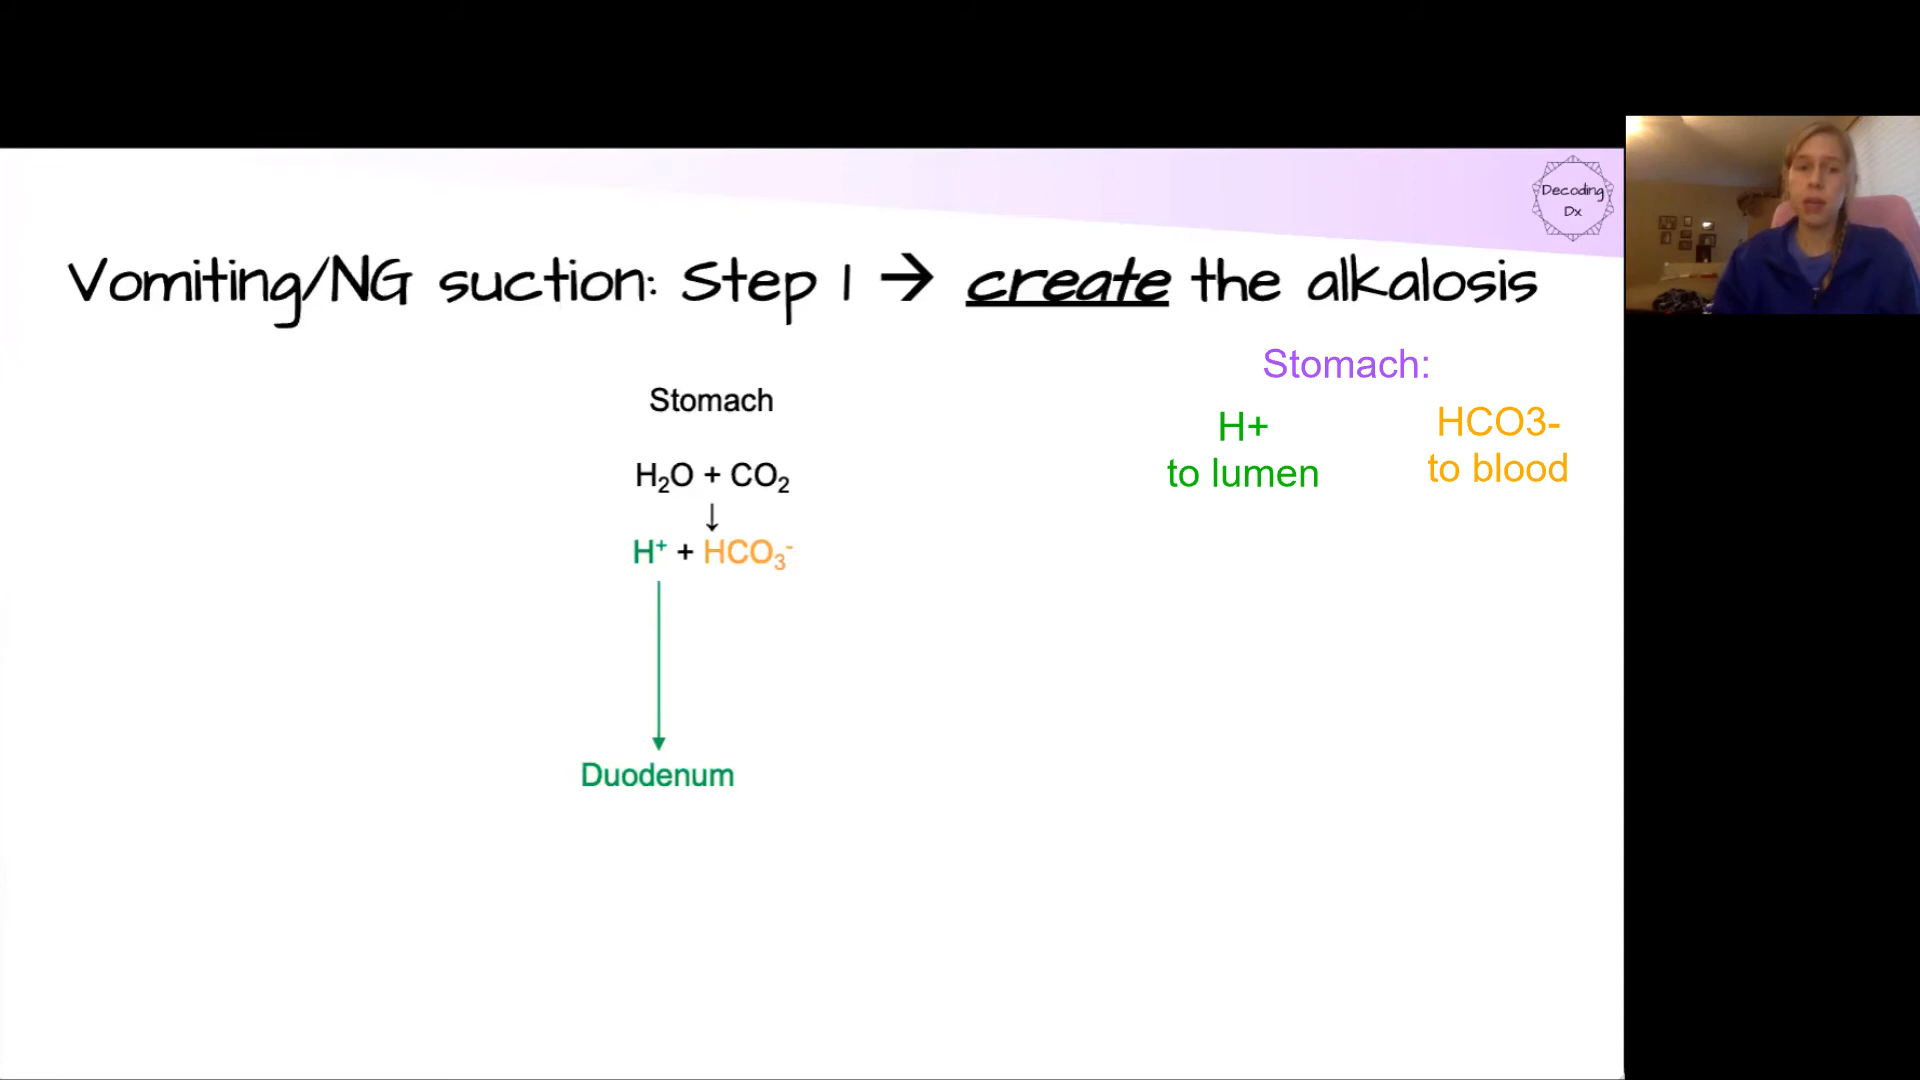 Decoding
Dx
Vomiting/NG suction: Step 1 → create the alkalosis
Stomach:
Stomach
H+
to lumen
HCO3-
to blood
H₂O + CO₂
↓
H⁺ + HCO₃⁻
Duodenum